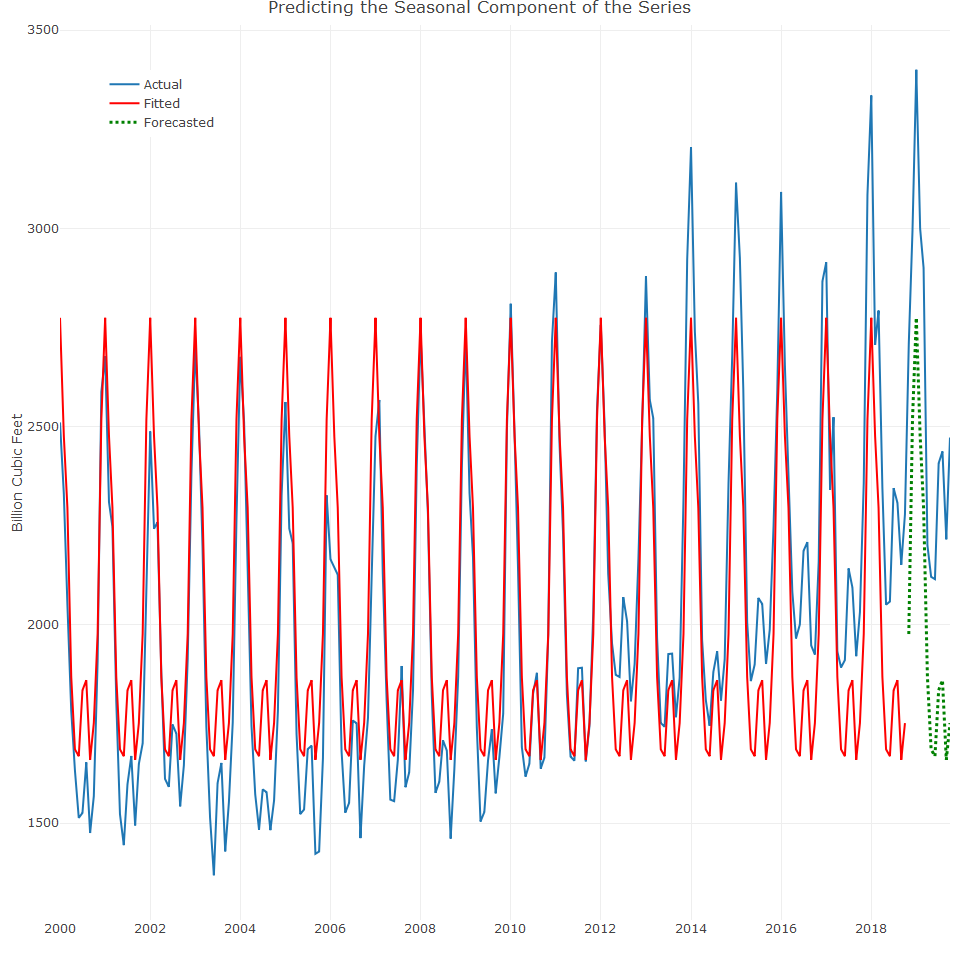 Predicting the Seasonal Component of the Series
Actual
Fitted
Forecasted
Billion Cubic Feet
3500
3000
2500
2000
1500
2000 2002 2004 2006 2008 2010 2012 2014 2016 2018